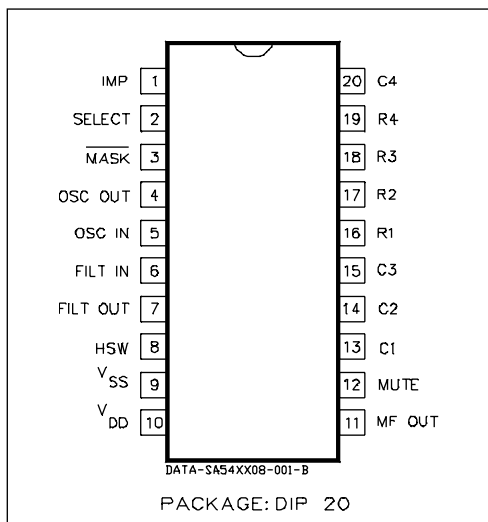 IMP 1 20 C4
SELECT 2 19 R4
MASK 3 18 R3
OSC OUT 4 17 R2
OSC IN 5 16 R1
FILT IN 6 15 C3
FILT OUT 7 14 C2
HSW 8 13 C1
VSS 9 12 MUTE
VDD 10 11 MF OUT
DATA-SA54XX08-001-B
PACKAGE: DIP 20